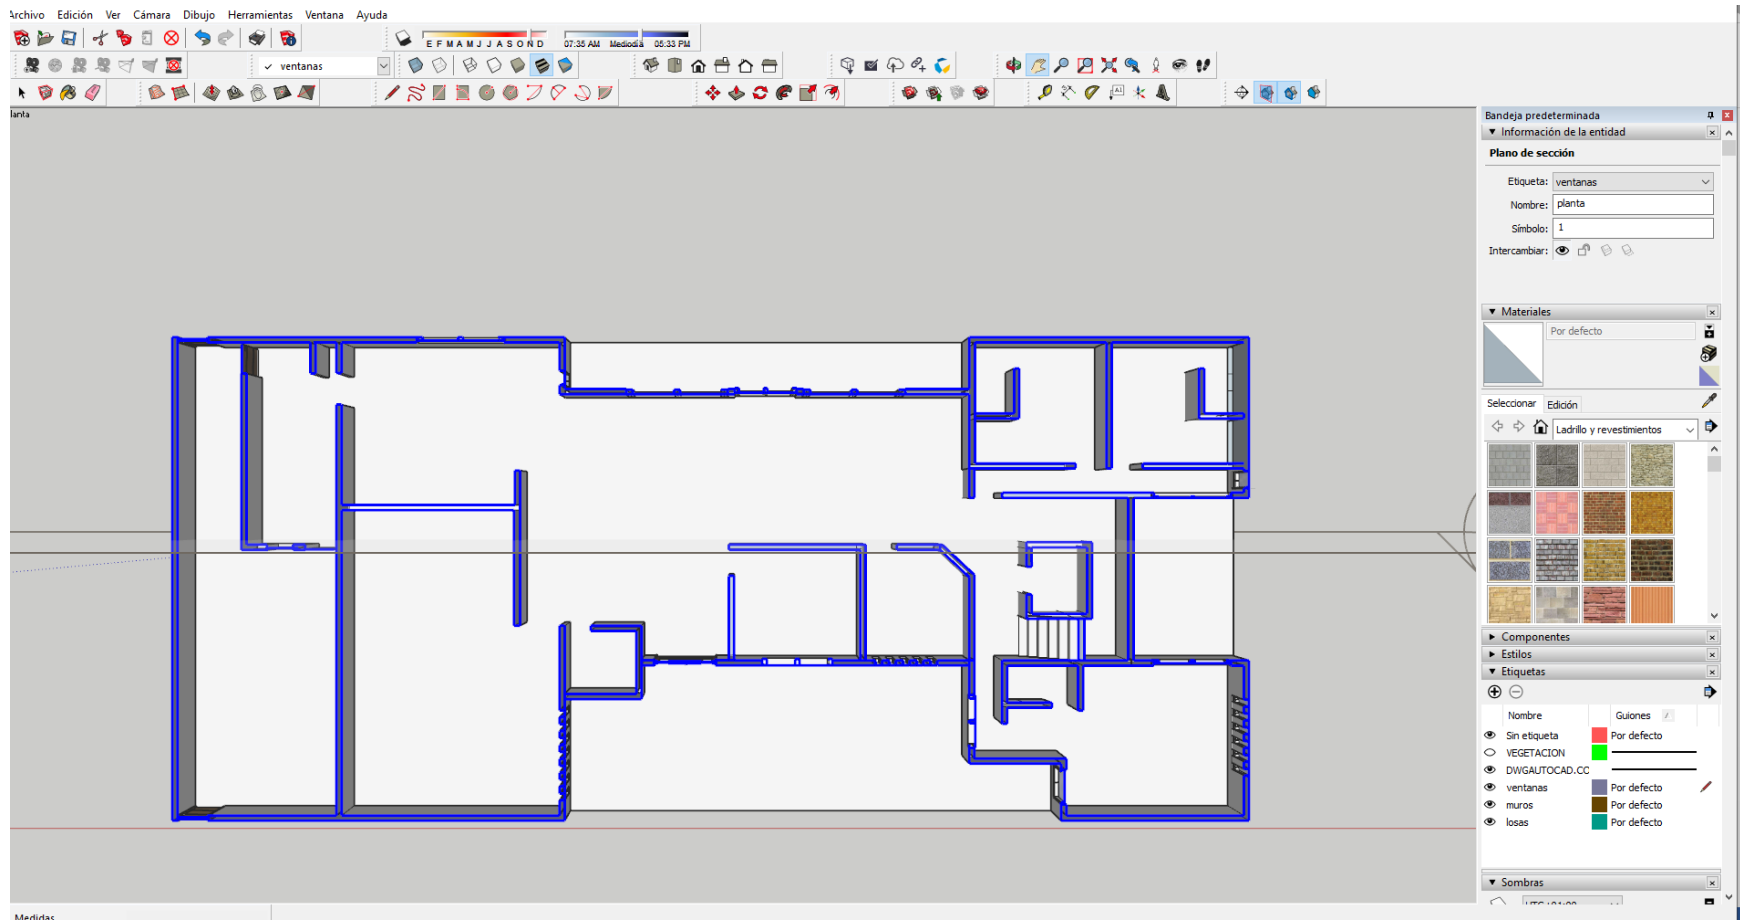 Archivo Edición Ver Cámara Dibujo Herramientas Ventana Ayuda
E F M A M J J A S O N D 07:35 AM Mediodía 05:33 PM
✓ ventanas
A1
lanta
Bandeja predeterminada
Información de la entidad
Plano de sección
Etiqueta: ventanas
Nombre: planta
Símbolo: 1
Intercambiar:
Materiales
Por defecto
Seleccionar Edición
Ladrillo y revestimientos
Componentes
Estilos
Etiquetas
Nombre Guiones
Sin etiqueta Por defecto
VEGETACION
DWGAUTOCAD.CO
ventanas Por defecto
muros Por defecto
losas Por defecto
Sombras
Medidas